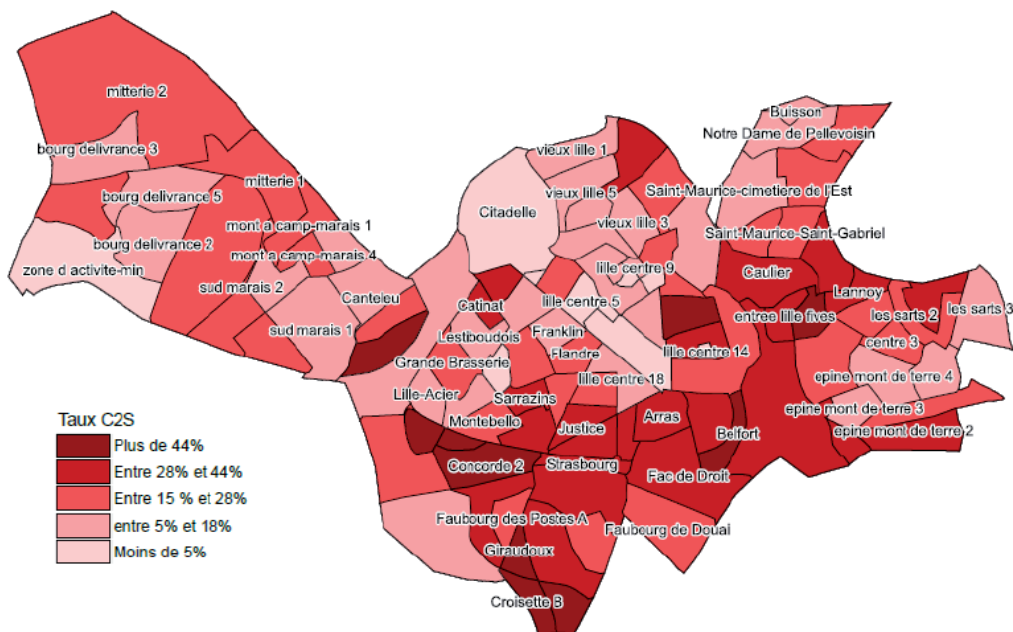 mitterie 2
bourg delivrance 3
mitterie 1
bourg delivrance 5
mont a camp-marais 1
bourg delivrance 2
mont a camp-marais 4
zone d activite-min
sud marais 2
Canteleu
sud marais 1
Buisson
Notre Dame de Pellevoisin
vieux lille 1
vieux lille 5
Saint-Maurice-cimetiere de l'Est
Citadelle
vieux lille 3
Saint-Maurice-Saint-Gabriel
lille centre 9
Caulier
Lannoy
Catinat
lille centre 5
entree lille fives
les sarts 2
les sarts 3
Lestiboudois
Franklin
centre 3
Grande Brasserie
Flandre
lille centre 14
lille centre 18
epine mont de terre 4
Lille-Acier
Sarrazins
epine mont de terre 3
Montebello
Justice
Arras
Belfort
epine mont de terre 2
Concorde 2
Strasbourg
Fac de Droit
Faubourg des Postes A
Faubourg de Douai
Giraudoux
Croisette B
Taux C2S
Plus de 44%
Entre 28% et 44%
Entre 15 % et 28%
entre 5% et 18%
Moins de 5%